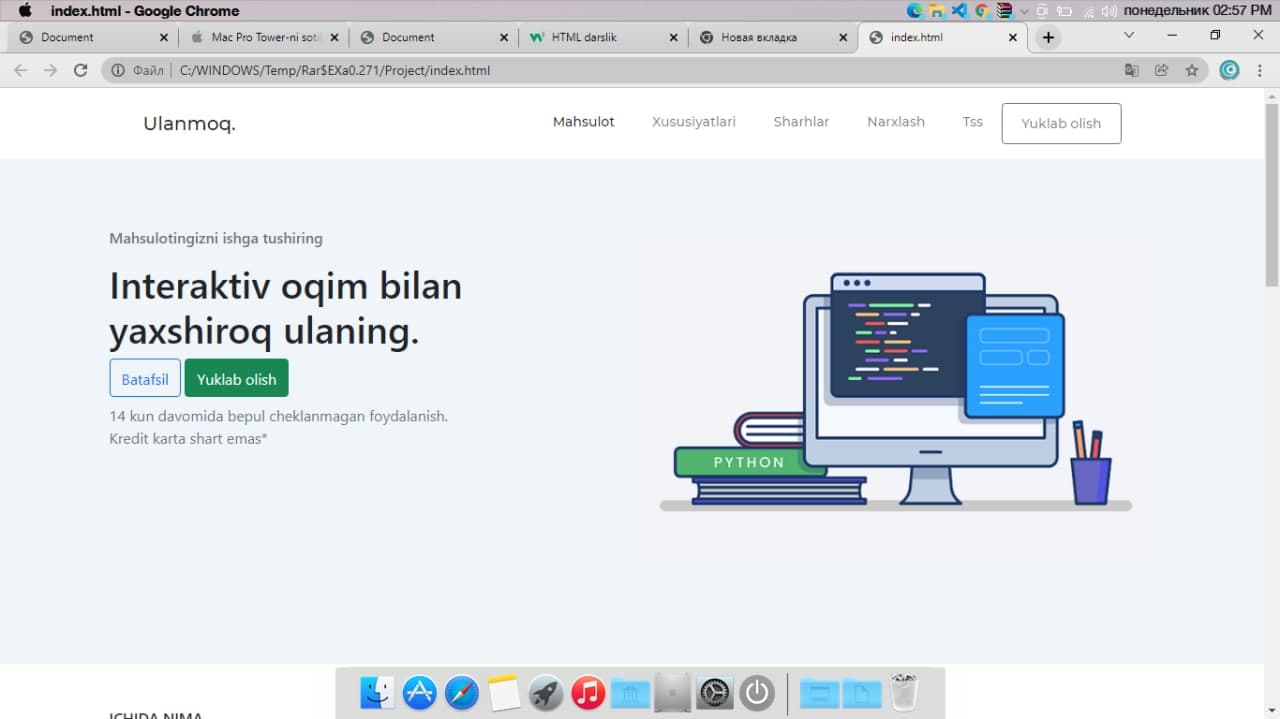 index.html - Google Chrome
понедельник 02:57 PM
Document
Mac Pro Tower-ni soti
Document
HTML darslik
Новая вкладка
index.html
Файл
C:/WINDOWS/Temp/Rar$EXa0.271/Project/index.html
Ulanmoq.
Mahsulot
Xususiyatlari
Sharhlar
Narxlash
Tss
Yuklab olish
Mahsulotingizni ishga tushiring
Interaktiv oqim bilan
yaxshiroq ulaning.
Batafsil
Yuklab olish
14 kun davomida bepul cheklanmagan foydalanish.
Kredit karta shart emas*
PYTHON
ICHIDA NIMA